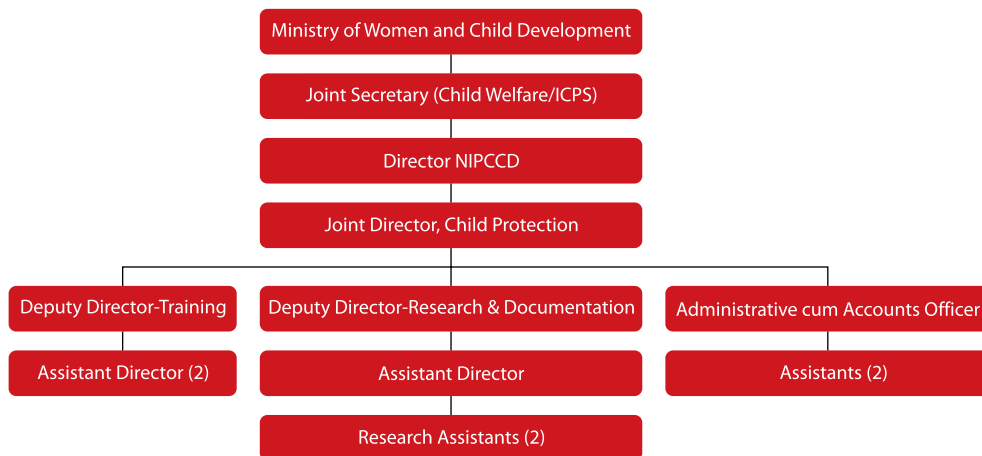 Ministry of Women and Child Development
Joint Secretary (Child Welfare/ICPS)
Director NIPCCD
Joint Director, Child Protection
Deputy Director-Training
Deputy Director-Research & Documentation
Administrative cum Accounts Officer
Assistant Director (2)
Assistant Director
Assistants (2)
Research Assistants (2)